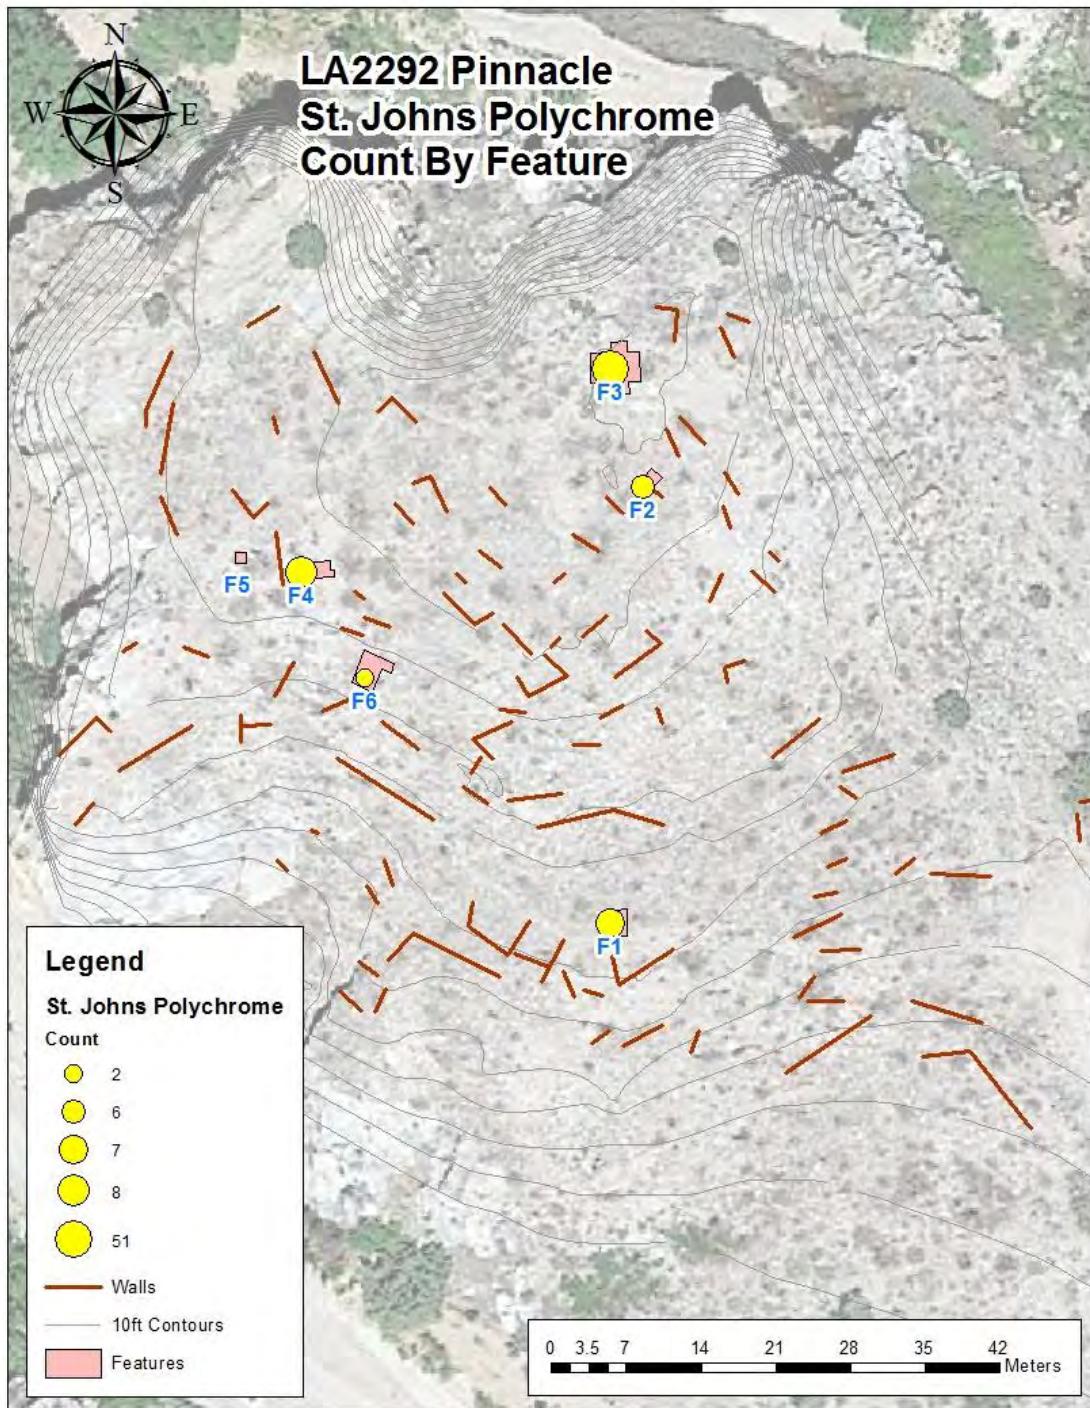 N
W E
S
LA2292 Pinnacle
St. Johns Polychrome
Count By Feature
F3
F2
F5
F4
F6
F1
Legend
St. Johns Polychrome
Count
2
6
7
8
51
Walls
10ft Contours
Features
0 3.5 7 14 21 28 35 42
Meters